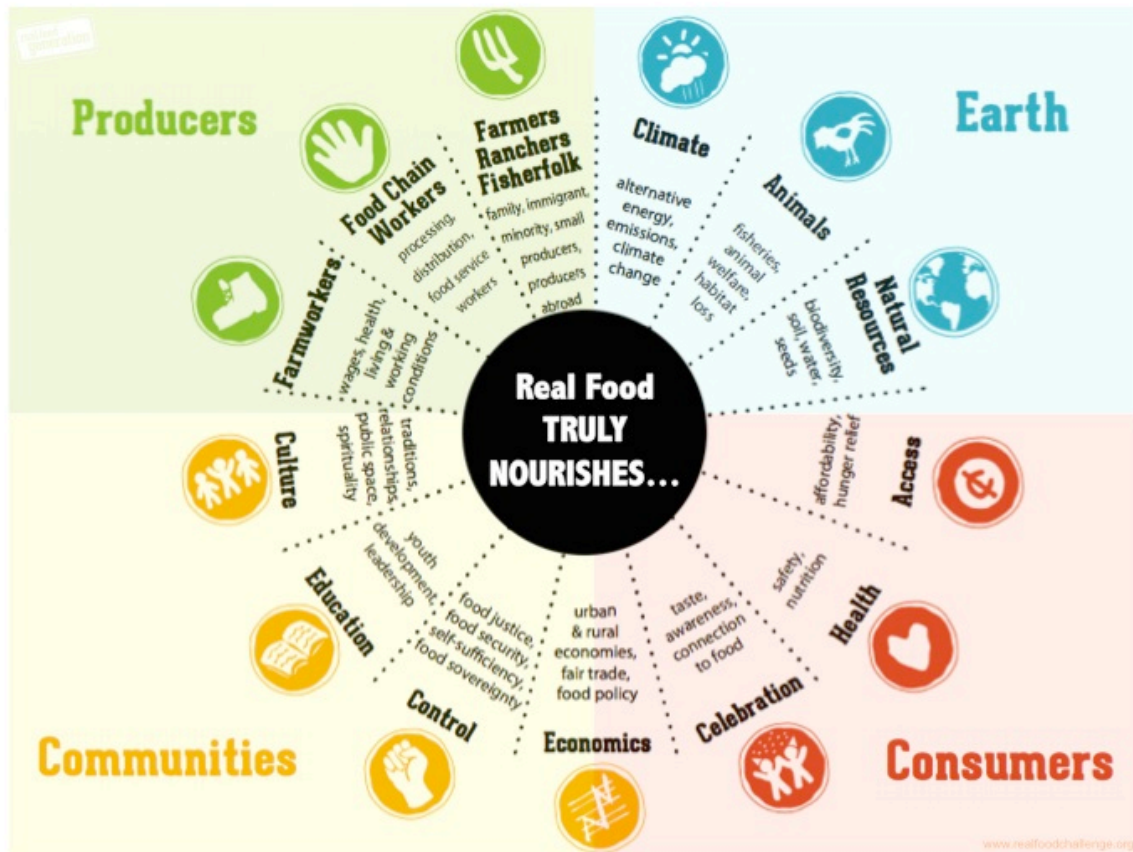 Producers
Farmers
Ranchers
Fisherfolk
family, immigrant,
minority, small
producers,
producers
abroad
Food Chain
Workers
processing,
distribution,
food service
workers
Farmworkers
wages, health,
living &
working
conditions
Earth
Climate
alternative
energy,
emissions,
climate
change
Animals
fisheries,
animal
welfare,
habitat
loss
Natural
Resources
biodiversity,
soil, water,
seeds
Real Food
TRULY
NOURISHES...
Culture
traditions,
relationships,
public space,
spirituality
Education
youth
development,
leadership
Control
food justice,
food security,
self-sufficiency,
food sovereignty
Economics
urban
& rural
economies,
fair trade,
food policy
Communities
Access
affordability,
hunger relief
Health
safety,
nutrition
Celebration
taste,
awareness,
connection
to food
Consumers
www.realfoodchallenge.org